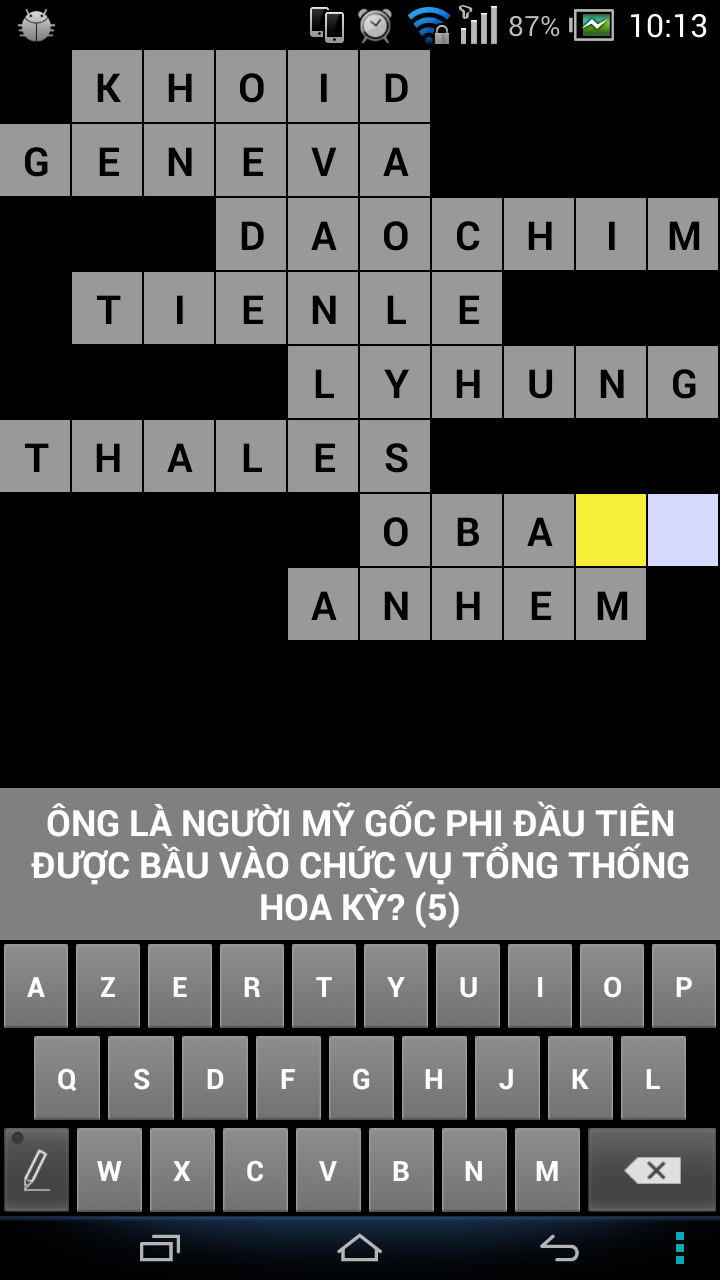 87% 10:13
K H O I D
G E N E V A
D A O C H I M
T I E N L E
L Y H U N G
T H A L E S
O B A
A N H E M
ÔNG LÀ NGƯỜI MỸ GỐC PHI ĐẦU TIÊN
ĐƯỢC BẦU VÀO CHỨC VỤ TỔNG THỐNG
HOA KỲ? (5)
A Z E R T Y U I O P
Q S D F G H J K L
W X C V B N M